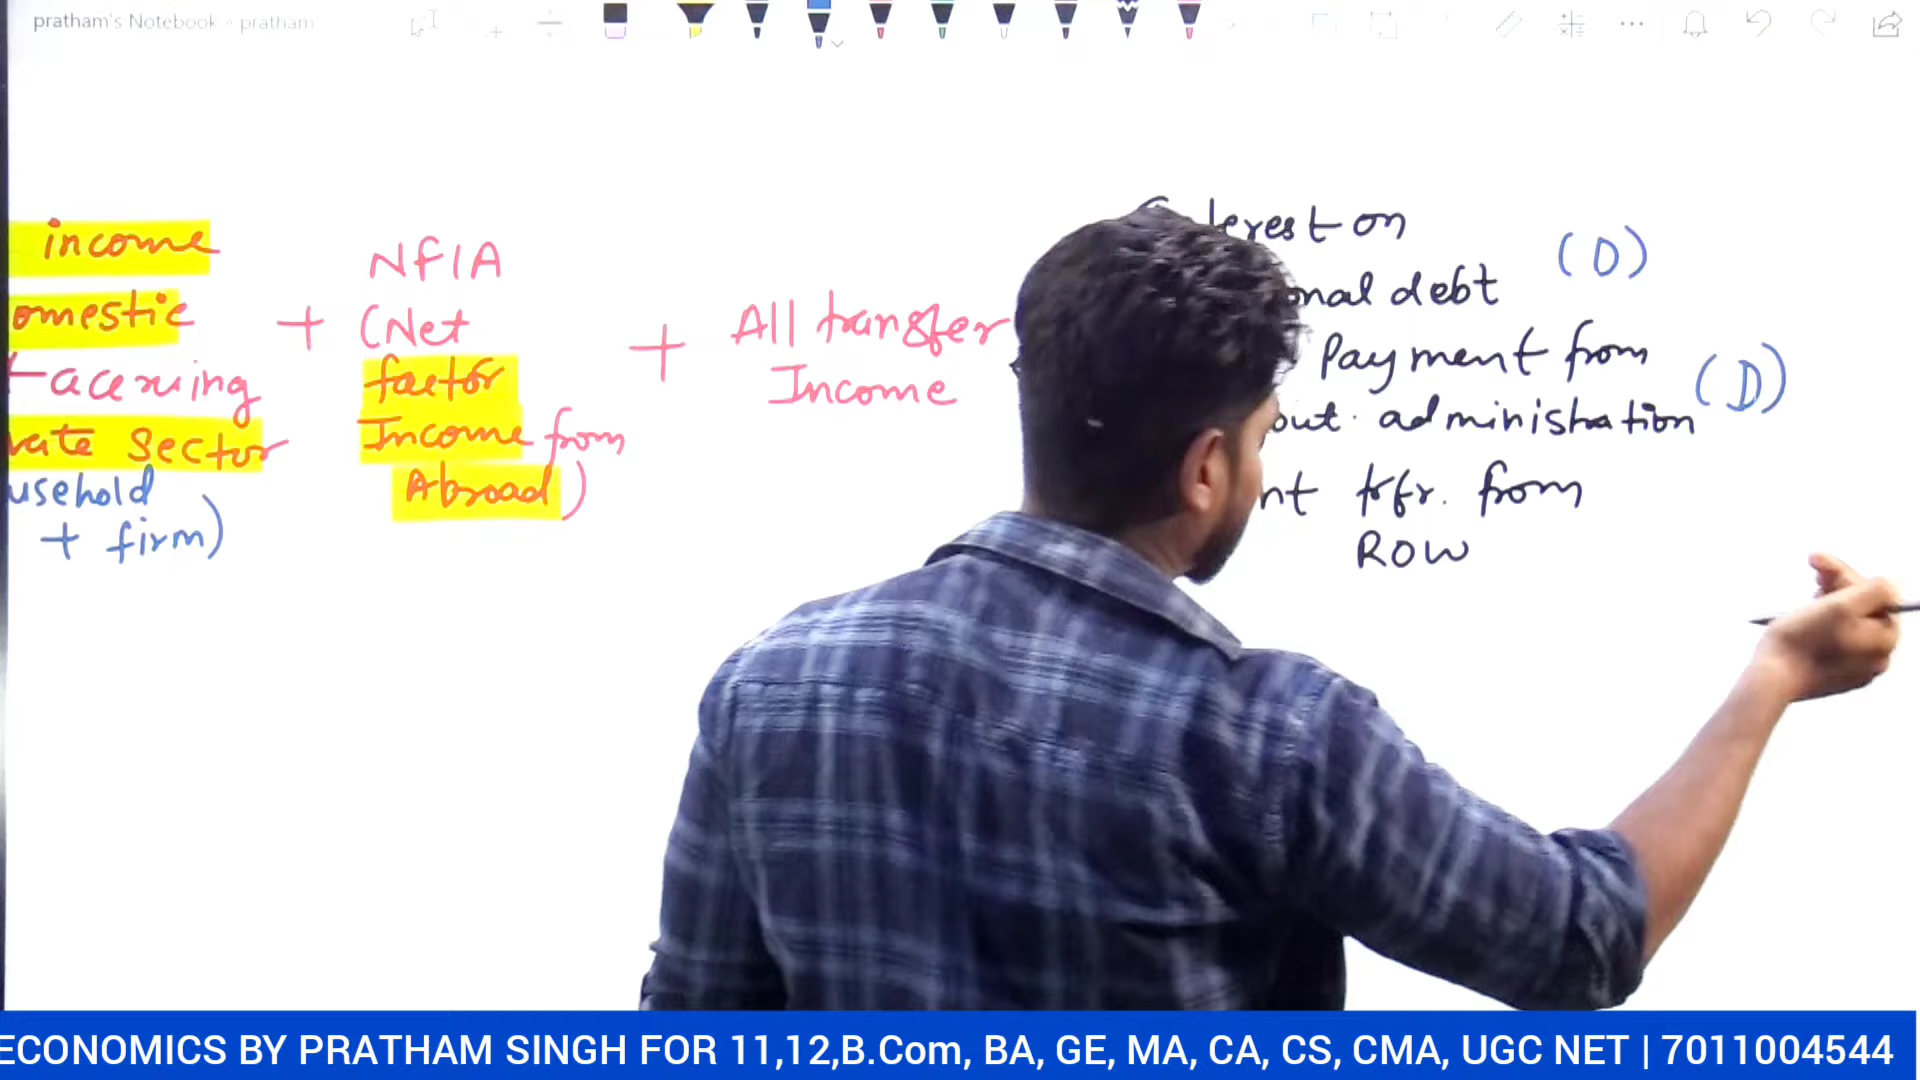 pratham's Notebook - pratham
income
omestic
accruing
vate sector
usehold
+ firm)
+
NFIA
(Net
factor
Income from
Abroad)
+
All transfer
Income
terest on
onal debt (D)
Payment from
out. administration (D)
nt trfr. from
ROW
ECONOMICS BY PRATHAM SINGH FOR 11,12,B.Com, BA, GE, MA, CA, CS, CMA, UGC NET | 7011004544